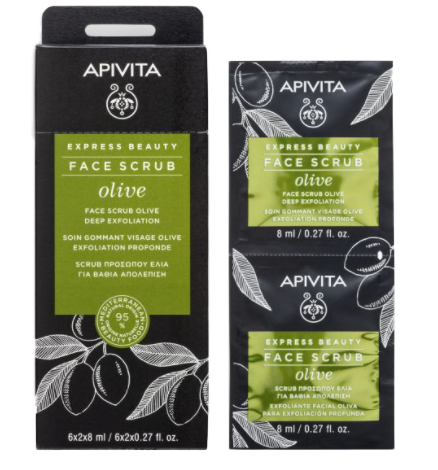 APIVITA
EXPRESS BEAUTY
FACE SCRUB
olive
FACE SCRUB OLIVE
DEEP EXFOLIATION
SOIN GOMMANT VISAGE OLIVE
EXFOLIATION PROFONDE
SCRUB ΠΡΟΣΩΠΟΥ ΕΛΙΑ
ΓΙΑ ΒΑΘΙΑ ΑΠΟΛΕΠΙΣΗ
MEDITERRANEAN
BEAUTY FOOD
95
%
6x2x8 ml / 6x2x0.27 fl. oz.
APIVITA
EXPRESS BEAUTY
FACE SCRUB
olive
FACE SCRUB OLIVE
DEEP EXFOLIATION
SOIN GOMMANT VISAGE OLIVE
EXFOLIATION PROFONDE
8 ml / 0.27 fl. oz.
APIVITA
EXPRESS BEAUTY
FACE SCRUB
olive
SCRUB ΠΡΟΣΩΠΟΥ ΕΛΙΑ
ΓΙΑ ΒΑΘΙΑ ΑΠΟΛΕΠΙΣΗ
EXFOLIANTE FACIAL OLIVA
PARA EXFOLIACIÓN PROFUNDA
8 ml / 0.27 fl. oz.